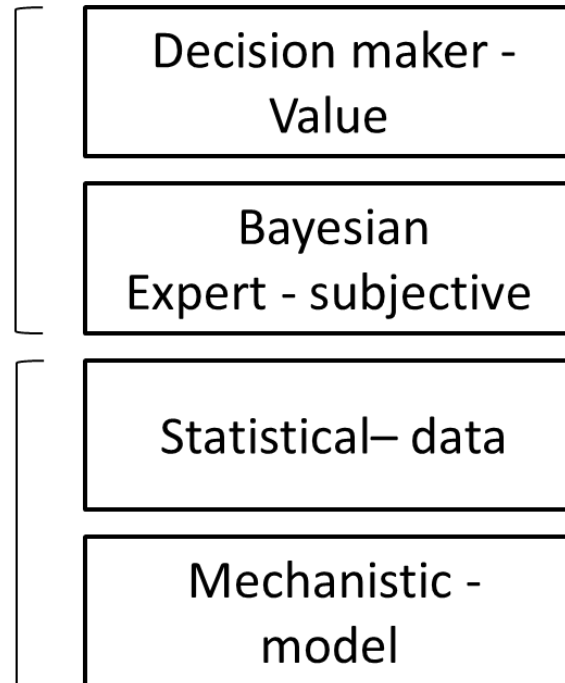 Decision maker -
Value
Bayesian
Expert - subjective
Statistical– data
Mechanistic -
model